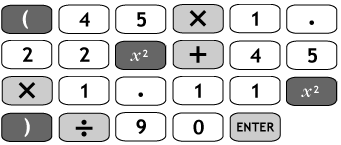 ( 4 5 × 1 .
2 2 x² + 4 5
× 1 . 1 1 x²
) ÷ 9 0 ENTER